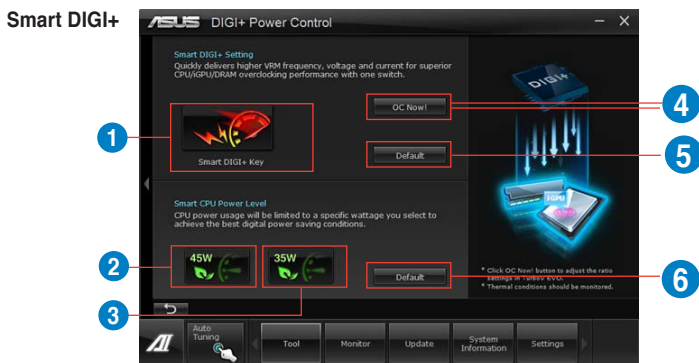 Smart DIGI+
ASUS DIGI+ Power Control
Smart DIGI+ Setting
Quickly delivers higher VRM frequency, voltage and current for superior
CPU/iGPU/DRAM overclocking performance with one switch.
DIGI+
OC Now!
4
1
Smart DIGI+ Key
Default
5
Smart CPU Power Level
CPU power usage will be limited to a specific wattage you select to
achieve the best digital power saving conditions.
iGPU
2
45W
35W
Default
6
3
* Click OC Now! button to adjust the ratio
settings in TurboV EVO.
* Thermal conditions should be monitored.
AI
Auto
Tuning
Tool
Monitor
Update
System
Information
Settings